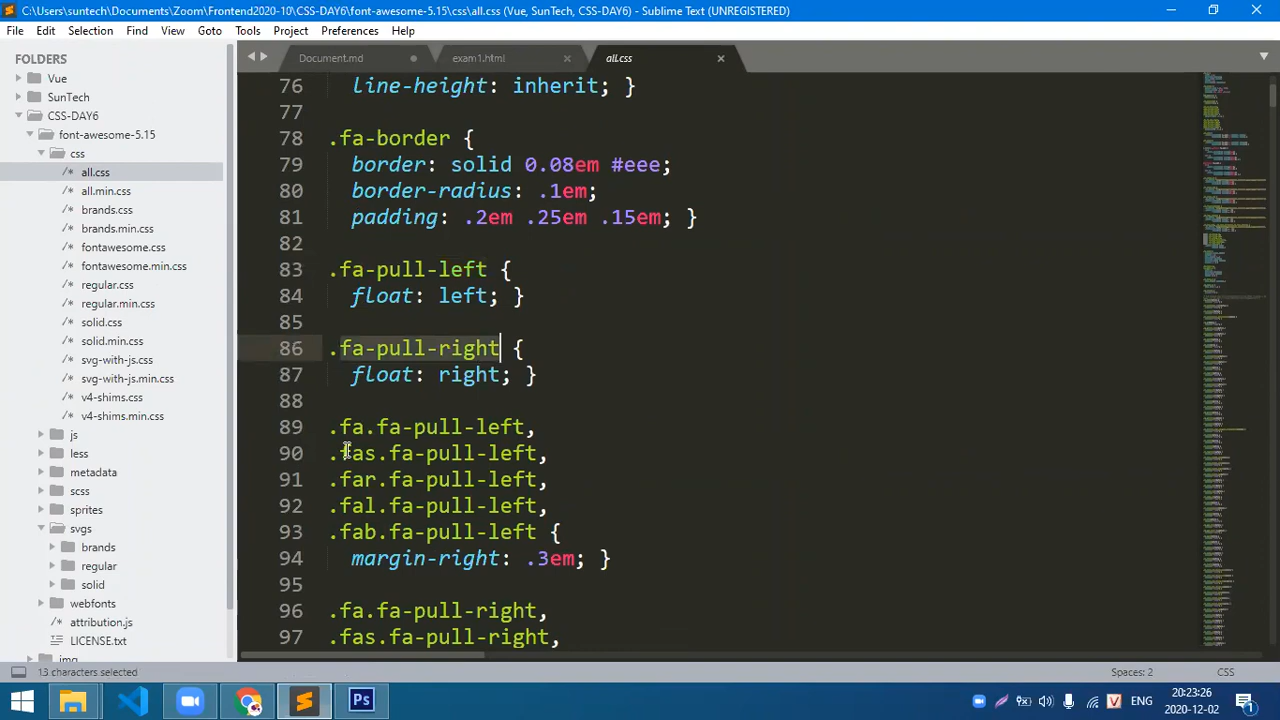 C:\Users\suntech\Documents\Zoom\Frontend2020-10\CSS-DAY6\font-awesome-5.15\css\all.css (Vue, SunTech, CSS-DAY6) - Sublime Text (UNREGISTERED)
File Edit Selection Find View Goto Tools Project Preferences Help
FOLDERS
Vue
SunTech
CSS-DAY6
font-awesome-5.15
css
/* all.css
/* all.min.css
/* brands.css
/* brands.min.css
/* fontawesome.css
/* fontawesome.min.css
/* regular.css
/* regular.min.css
/* solid.css
/* solid.min.css
/* svg-with-js.css
/* svg-with-js.min.css
/* v4-shims.css
/* v4-shims.min.css
js
less
metadata
scss
sprites
svgs
brands
regular
solid
webfonts
attribution.js
LICENSE.txt
img
Document.md
exam1.html
all.css
76 line-height: inherit; }
77
78 .fa-border {
79 border: solid 0.08em #eee;
80 border-radius: .1em;
81 padding: .2em .25em .15em; }
82
83 .fa-pull-left {
84 float: left; }
85
86 .fa-pull-right {
87 float: right; }
88
89 .fa.fa-pull-left,
90 .fas.fa-pull-left,
91 .far.fa-pull-left,
92 .fal.fa-pull-left,
93 .fab.fa-pull-left {
94 margin-right: .3em; }
95
96 .fa.fa-pull-right,
97 .fas.fa-pull-right,
13 characters selected
Spaces: 2
CSS
Ps
V
ENG
20:23:26
2020-12-02
1